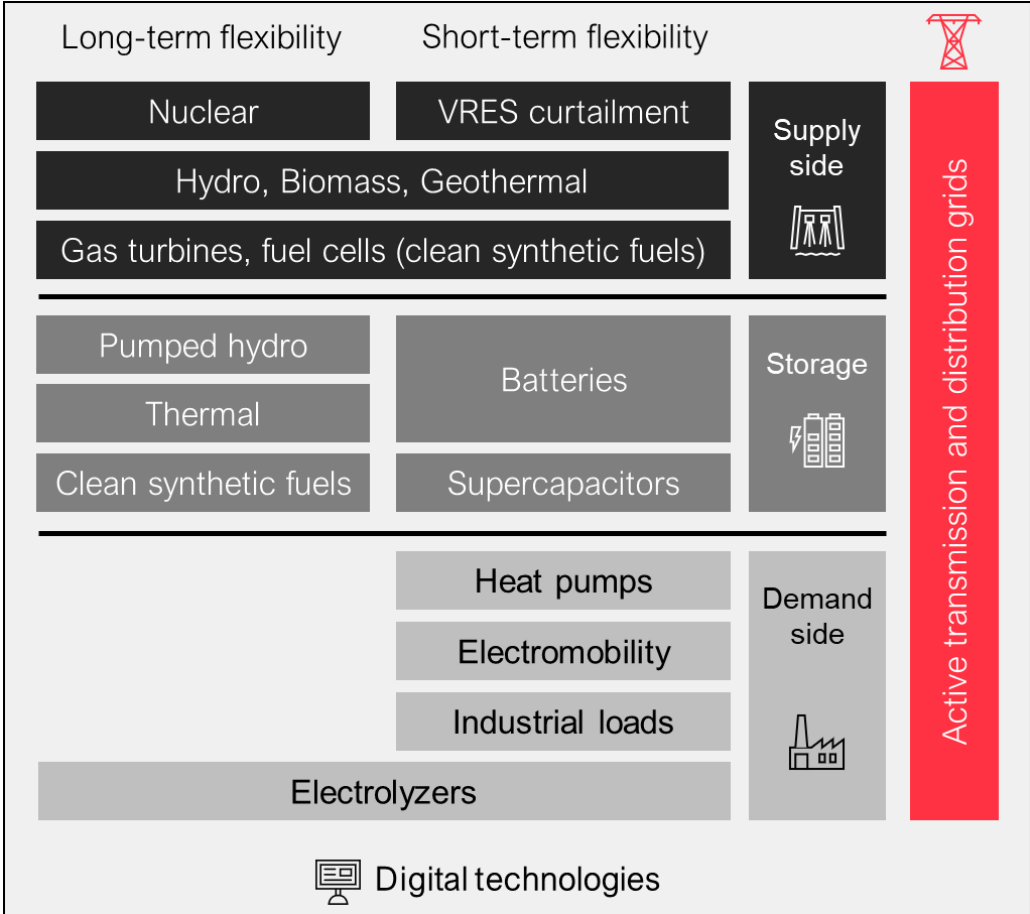 Long-term flexibility
Short-term flexibility
Nuclear
VRES curtailment
Hydro, Biomass, Geothermal
Gas turbines, fuel cells (clean synthetic fuels)
Supply
side
Pumped hydro
Thermal
Clean synthetic fuels
Batteries
Supercapacitors
Storage
Heat pumps
Electromobility
Industrial loads
Electrolyzers
Demand
side
Active transmission and distribution grids
Digital technologies